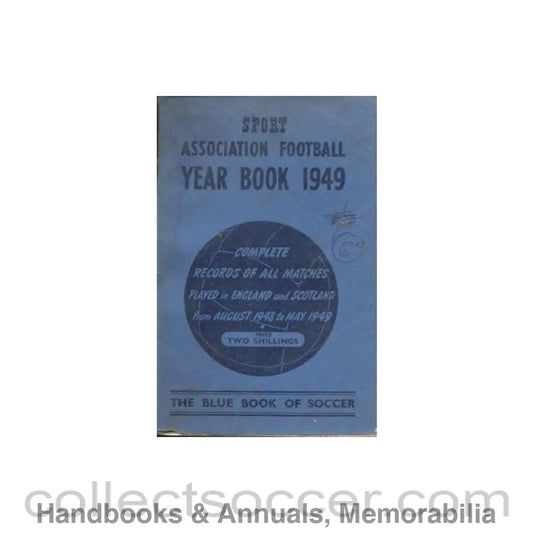 SPORT
ASSOCIATION FOOTBALL
YEAR BOOK 1949
COMPLETE
RECORDS OF ALL MATCHES
PLAYED in ENGLAND and SCOTLAND
from AUGUST 1948 to MAY 1949
PRICE
TWO SHILLINGS
THE BLUE BOOK OF SOCCER
collectsoccer.com
Handbooks & Annuals, Memorabilia